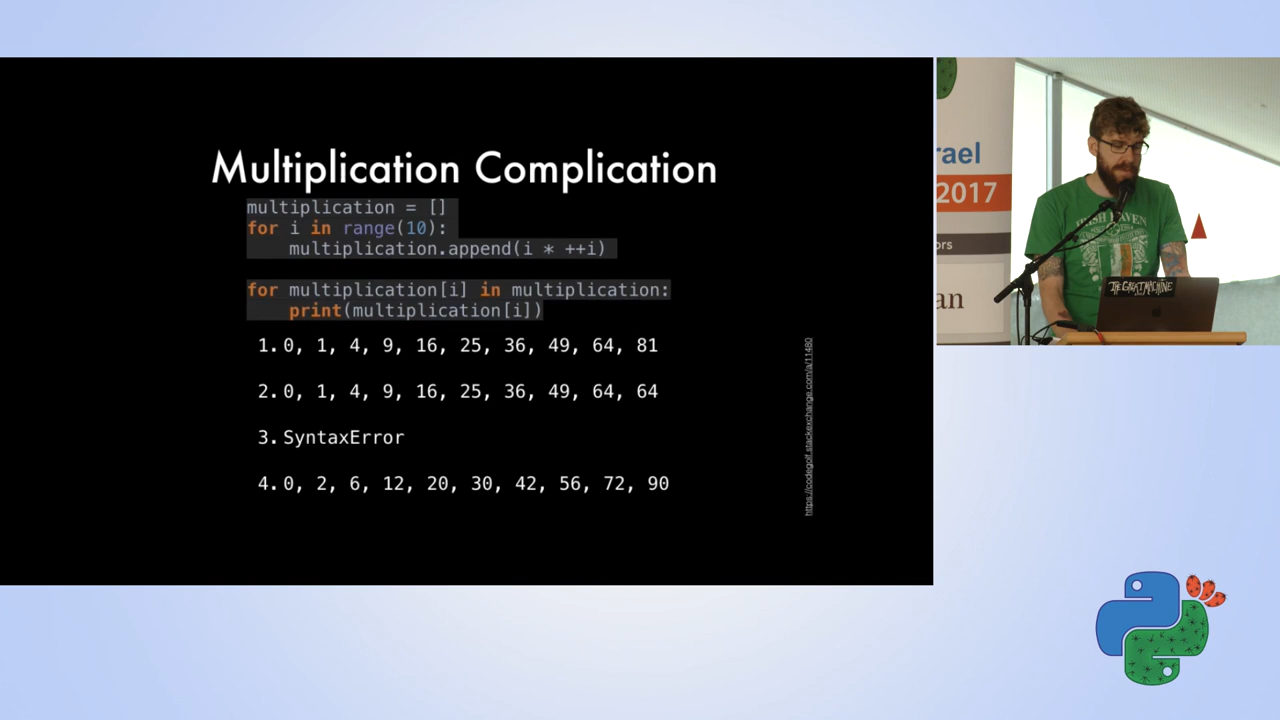 Multiplication Complication
multiplication = []
for i in range(10):
multiplication.append(i * ++i)
for multiplication[i] in multiplication:
print(multiplication[i])
1. 0, 1, 4, 9, 16, 25, 36, 49, 64, 81
2. 0, 1, 4, 9, 16, 25, 36, 49, 64, 64
3. SyntaxError
4. 0, 2, 6, 12, 20, 30, 42, 56, 72, 90
https://codegolf.stackexchange.com/a/11480
rael
2017
ors
an
THE GREAT MACHINE